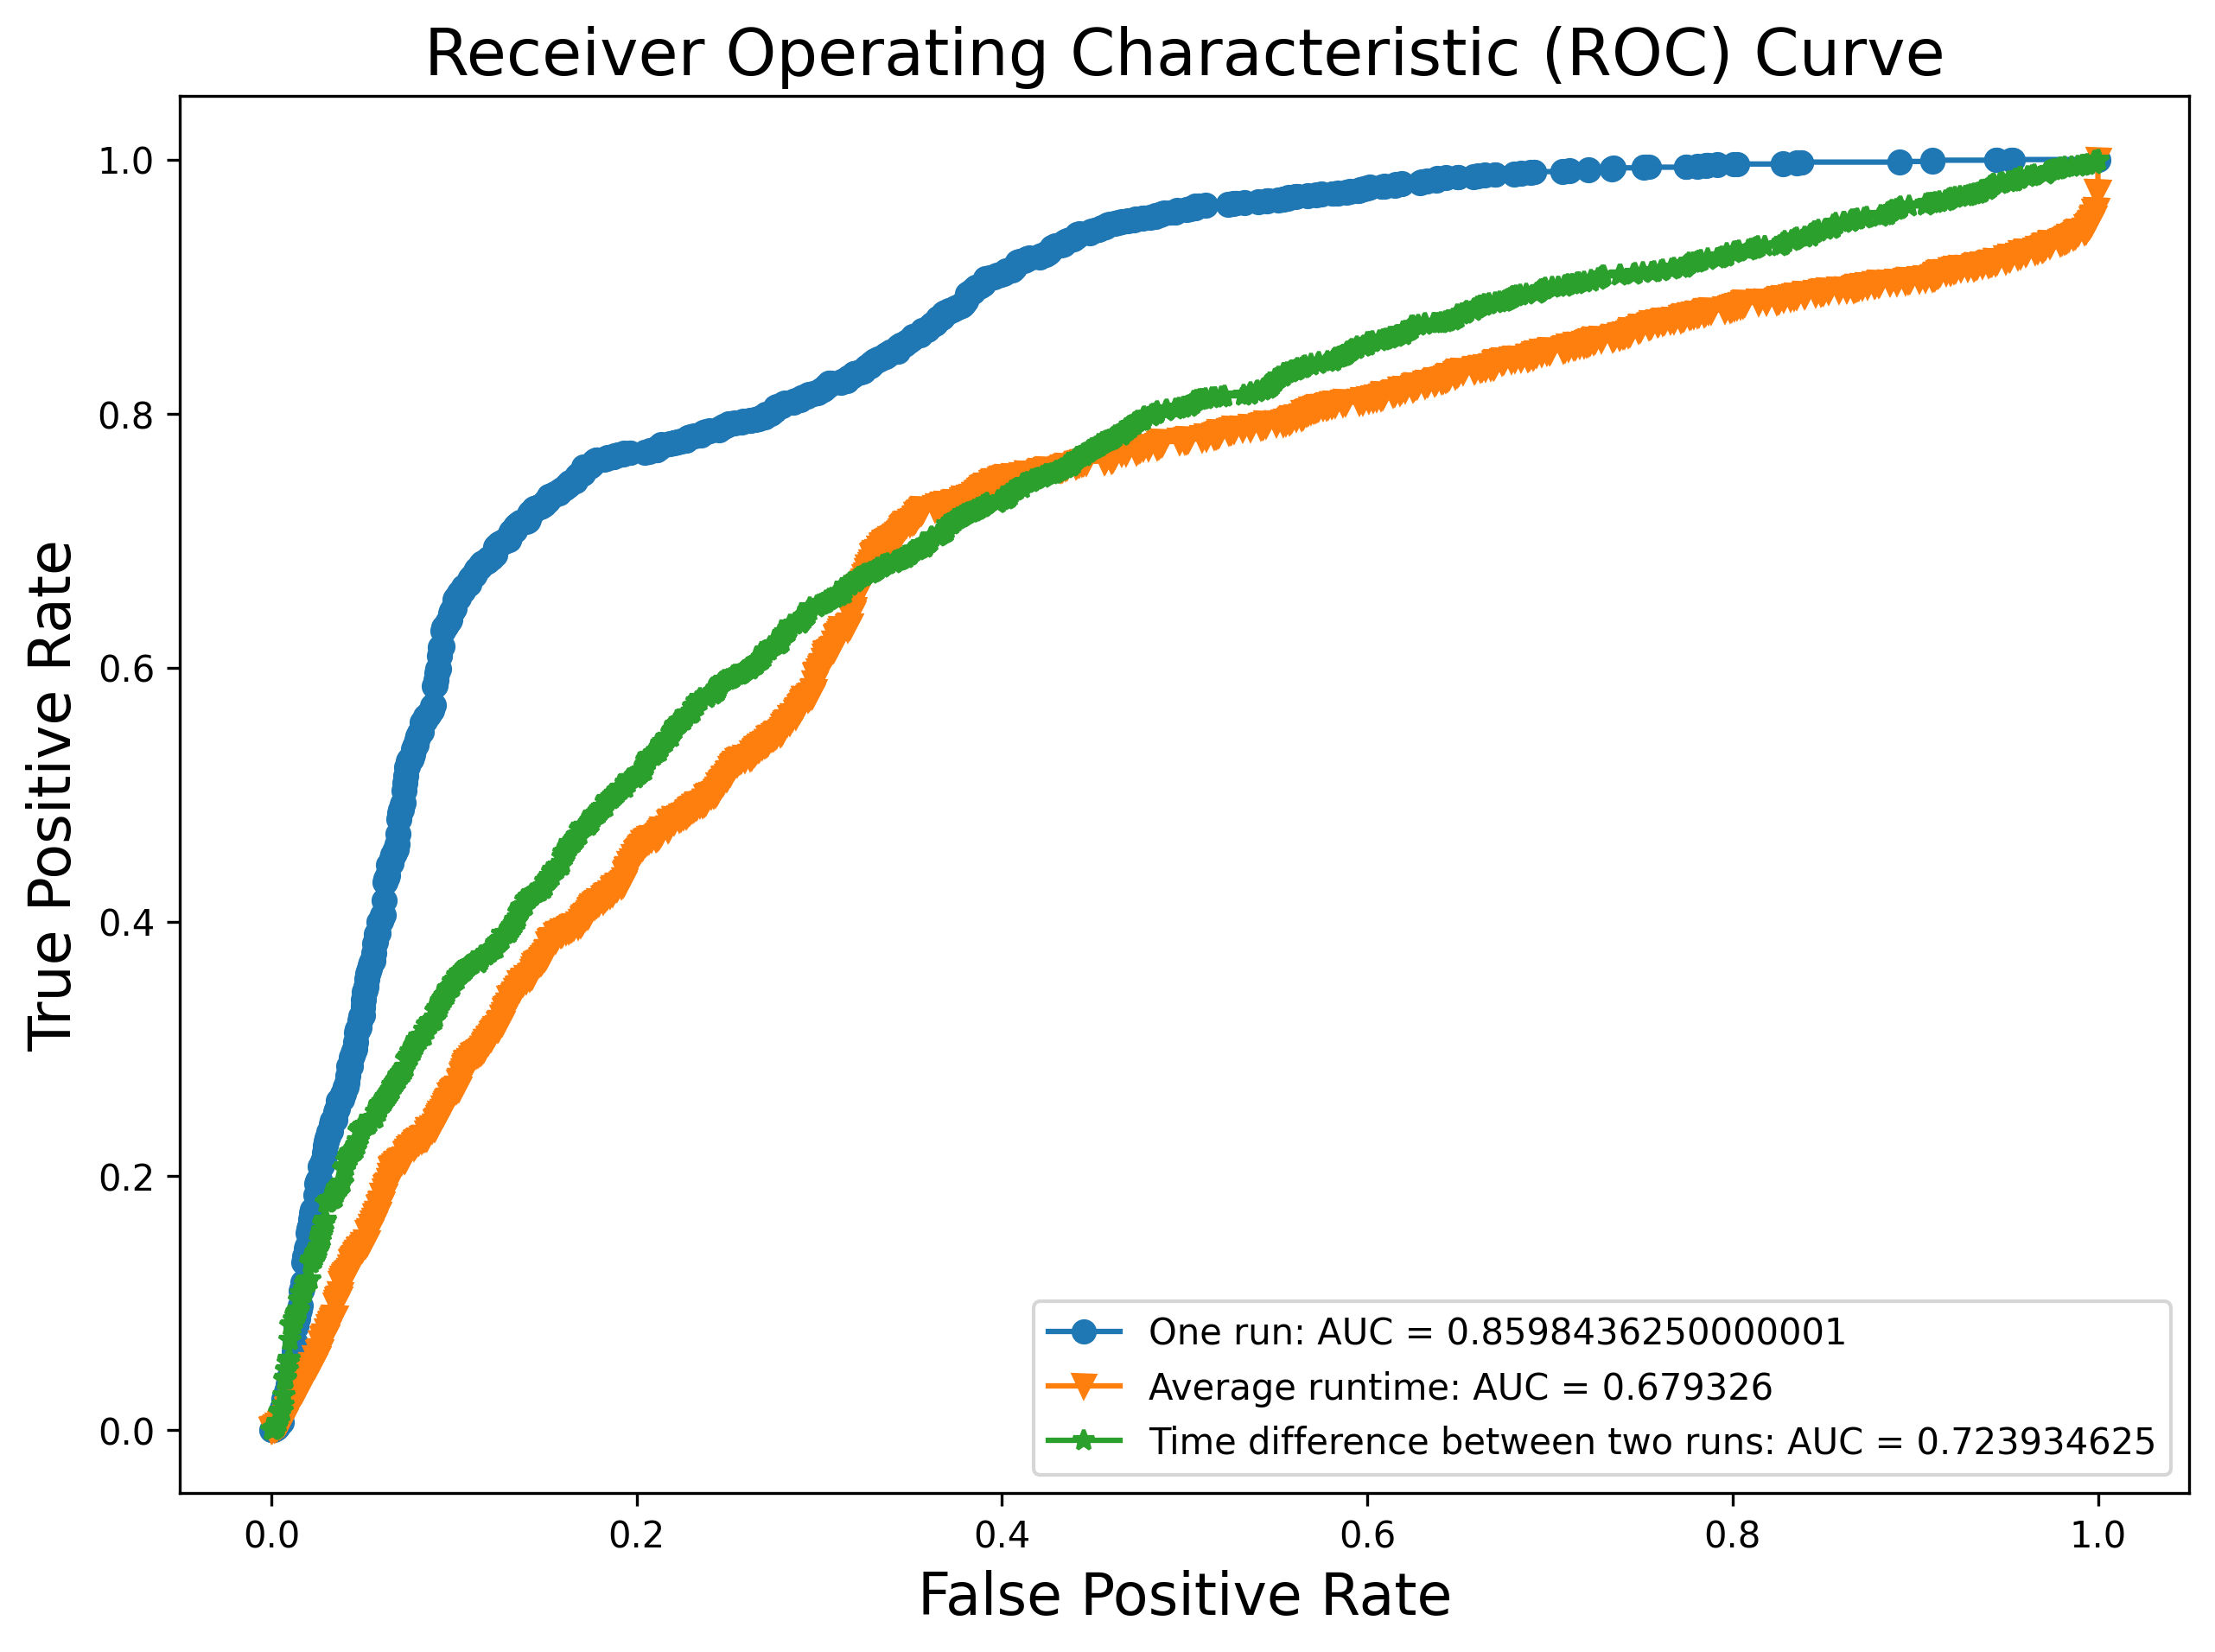 Receiver Operating Characteristic (ROC) Curve
True Positive Rate
1.0
0.8
0.6
0.4
0.2
0.0
One run: AUC = 0.8598436250000001
Average runtime: AUC = 0.679326
Time difference between two runs: AUC = 0.723934625
0.0 0.2 0.4 0.6 0.8 1.0
False Positive Rate